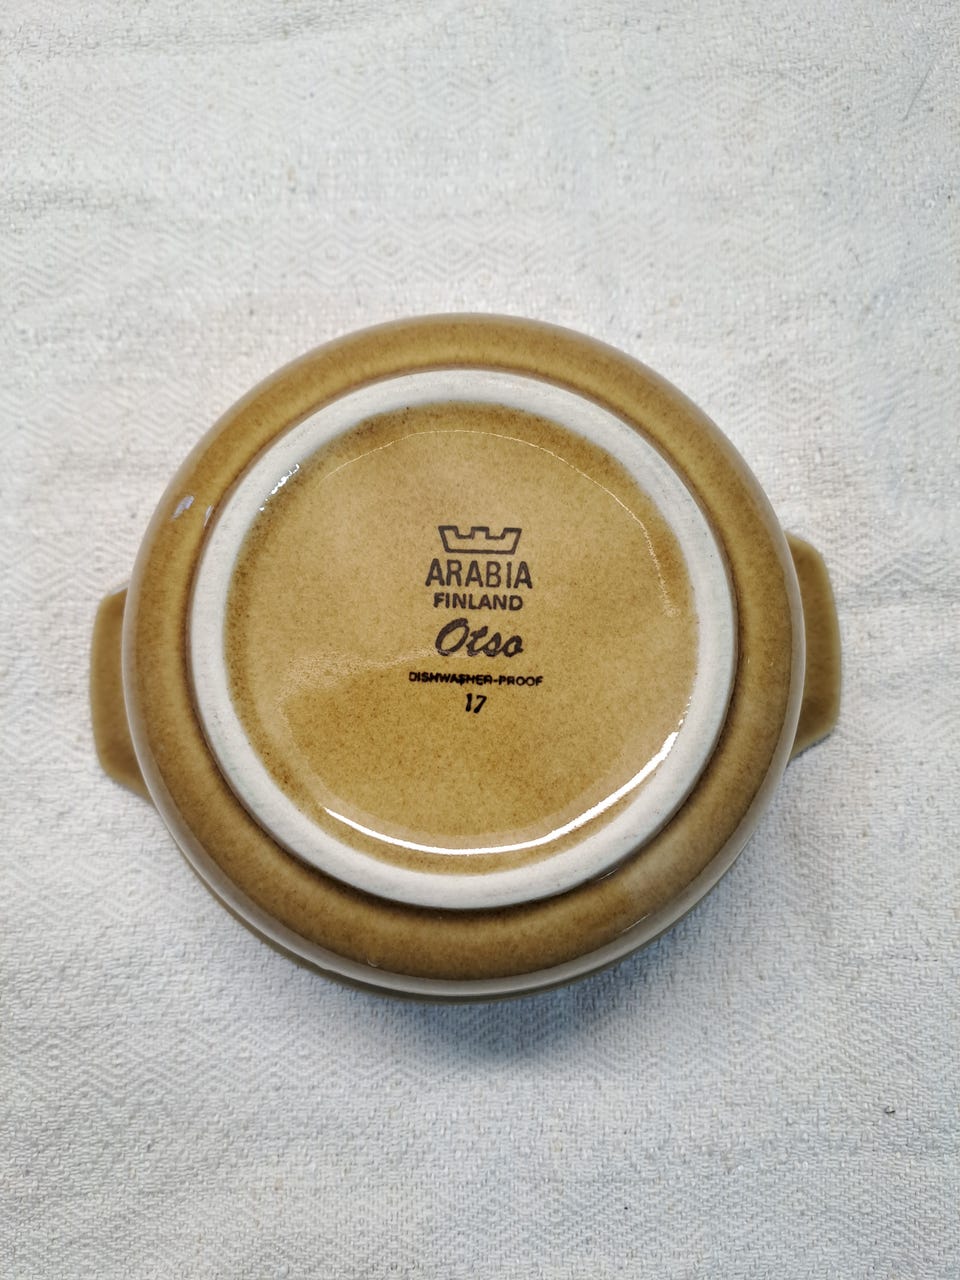 ARABIA
FINLAND
Otso
DISHWASHER-PROOF
17